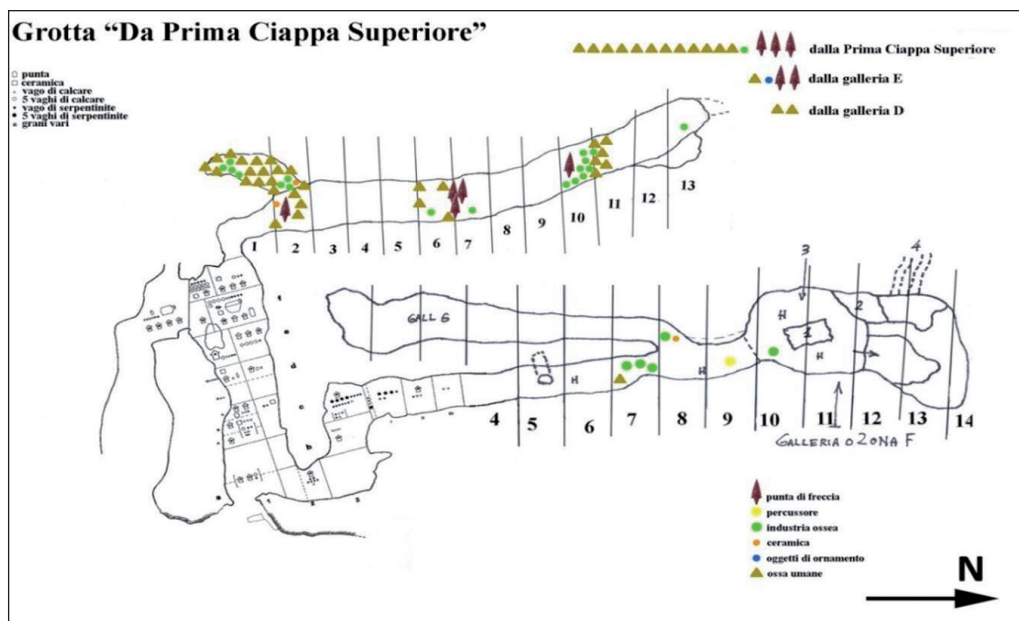 Grotta “Da Prima Ciappa Superiore”
punta
ceramica
vago di calcare
5 vaghi di calcare
vago di serpentinite
5 vaghi di serpentinite
grani vari
dalla Prima Ciappa Superiore
dalla galleria E
dalla galleria D
1 2 3 4 5 6 7 8 9 10 11 12 13
3
4
GALL G
H
1
2
H
H
H
f
e
d
c
b
a
1 2 3
4 5 6 7 8 9 10 11 12 13 14
GALLERIA O ZONA F
punta di freccia
percussore
industria ossea
ceramica
oggetti di ornamento
ossa umane
N